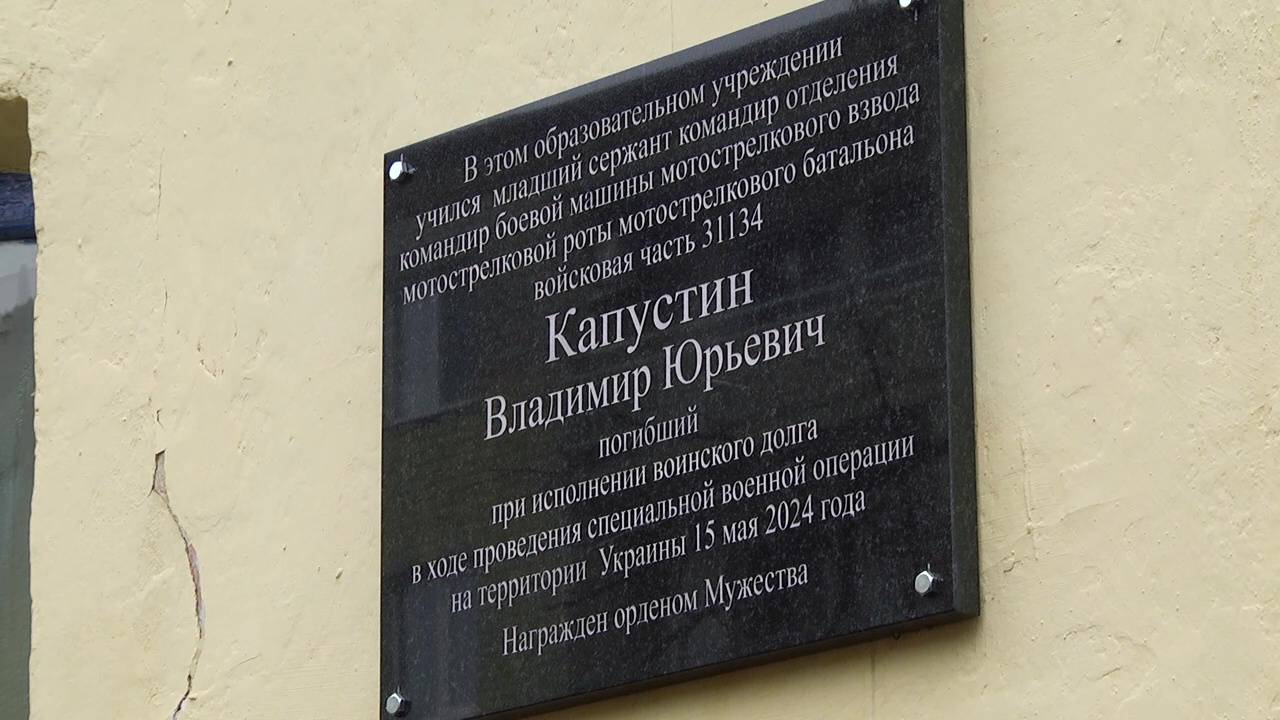 В этом образовательном учреждении
учился младший сержант командир отделения
командир боевой машины мотострелкового взвода
мотострелковой роты мотострелкового батальона
войсковая часть 31134
Капустин
Владимир Юрьевич
погибший
при исполнении воинского долга
в ходе проведения специальной военной операции
на территории Украины 15 мая 2024 года
Награжден орденом Мужества